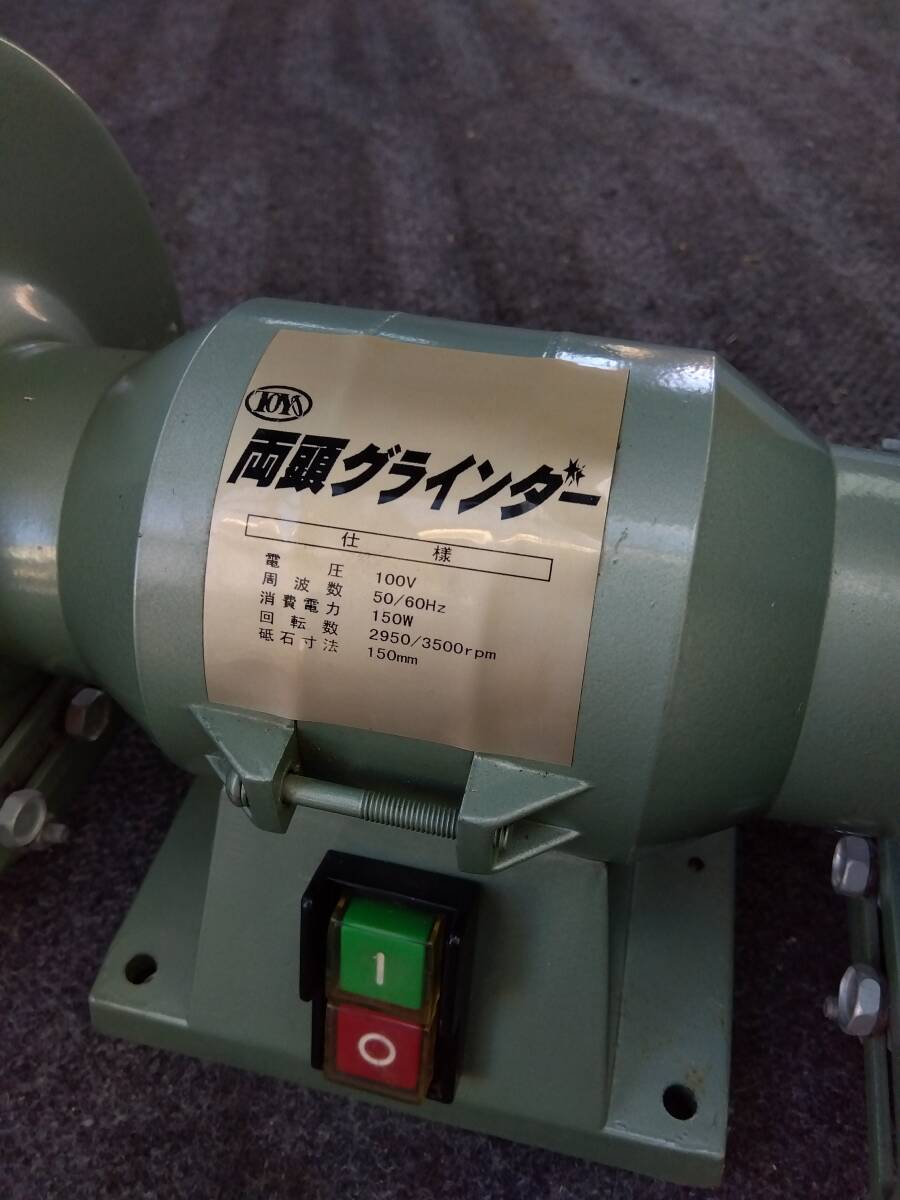 TOYO
両頭グラインダー
仕様
電圧 100V
周波数 50/60Hz
消費電力 150W
回転数 2950/3500rpm
砥石寸法 150mm
1
O